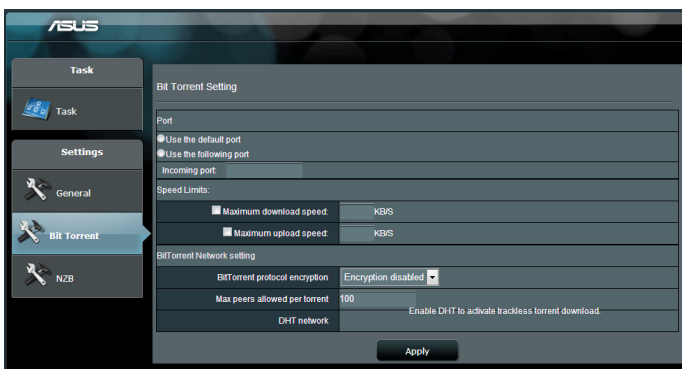 ASUS
Task
Task
Settings
General
Bit Torrent
NZB
Bit Torrent Setting
Port
Use the default port
Use the following port
Incoming port:
Speed Limits:
Maximum download speed: KB/S
Maximum upload speed: KB/S
BitTorrent Network setting
BitTorrent protocol encryption Encryption disabled
Max peers allowed per torrent 100
DHT network Enable DHT to activate trackless torrent download.
Apply